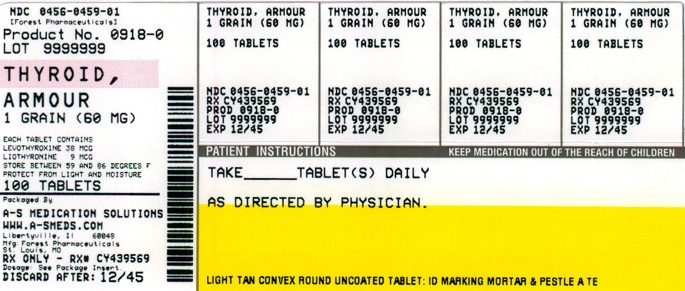 NDC 0456-0459-01
[Forest Pharmaceuticals]
Product No. 0918-0
LOT 9999999
THYROID,
ARMOUR
1 GRAIN (60 MG)
EACH TABLET CONTAINS
LEVOTHYROXINE 38 MCG
LIOTHYRONINE 9 MCG
STORE BETWEEN 59 AND 86 DEGREES F
PROTECT FROM LIGHT AND MOISTURE
100 TABLETS
Packaged By
A-S MEDICATION SOLUTIONS
WWW.A-SMEDS.COM
Libertyville, Il 60048
Mfg: Forest Pharmaceuticals
St. Louis, MO
RX ONLY - RX# CY439569
Dosage: See Package Insert.
DISCARD AFTER: 12/45
THYROID, ARMOUR
1 GRAIN (60 MG)
100 TABLETS
NDC 0456-0459-01
RX CY439569
PROD 0918-0
LOT 9999999
EXP 12/45
THYROID, ARMOUR
1 GRAIN (60 MG)
100 TABLETS
NDC 0456-0459-01
RX CY439569
PROD 0918-0
LOT 9999999
EXP 12/45
THYROID, ARMOUR
1 GRAIN (60 MG)
100 TABLETS
NDC 0456-0459-01
RX CY439569
PROD 0918-0
LOT 9999999
EXP 12/45
THYROID, ARMOUR
1 GRAIN (60 MG)
100 TABLETS
NDC 0456-0459-01
RX CY439569
PROD 0918-0
LOT 9999999
EXP 12/45
PATIENT INSTRUCTIONS KEEP MEDICATION OUT OF THE REACH OF CHILDREN
TAKE______TABLET(S) DAILY
AS DIRECTED BY PHYSICIAN.
LIGHT TAN CONVEX ROUND UNCOATED TABLET: ID MARKING MORTAR & PESTLE A TE